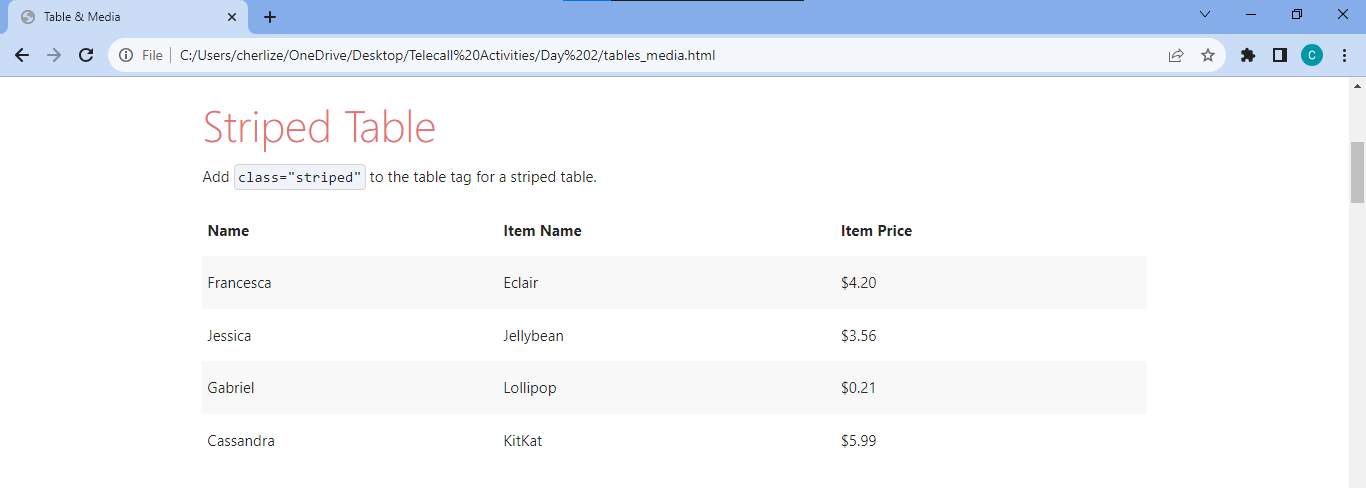 Table & Media
File C:/Users/cherlize/OneDrive/Desktop/Telecall%20Activities/Day%202/tables_media.html
C
Striped Table
Add class="striped" to the table tag for a striped table.
Name Item Name Item Price
Francesca Eclair $4.20
Jessica Jellybean $3.56
Gabriel Lollipop $0.21
Cassandra KitKat $5.99